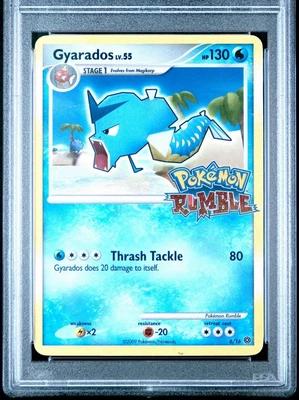 Gyarados LV.55
HP 130
STAGE 1 Evolves from Magikarp
POKéMON
RUMBLE
Thrash Tackle 80
Gyarados does 20 damage to itself.
Pokémon Rumble
weakness resistance retreat cost
×2 -20
©2009 Pokémon/Nintendo
6/16
PSA